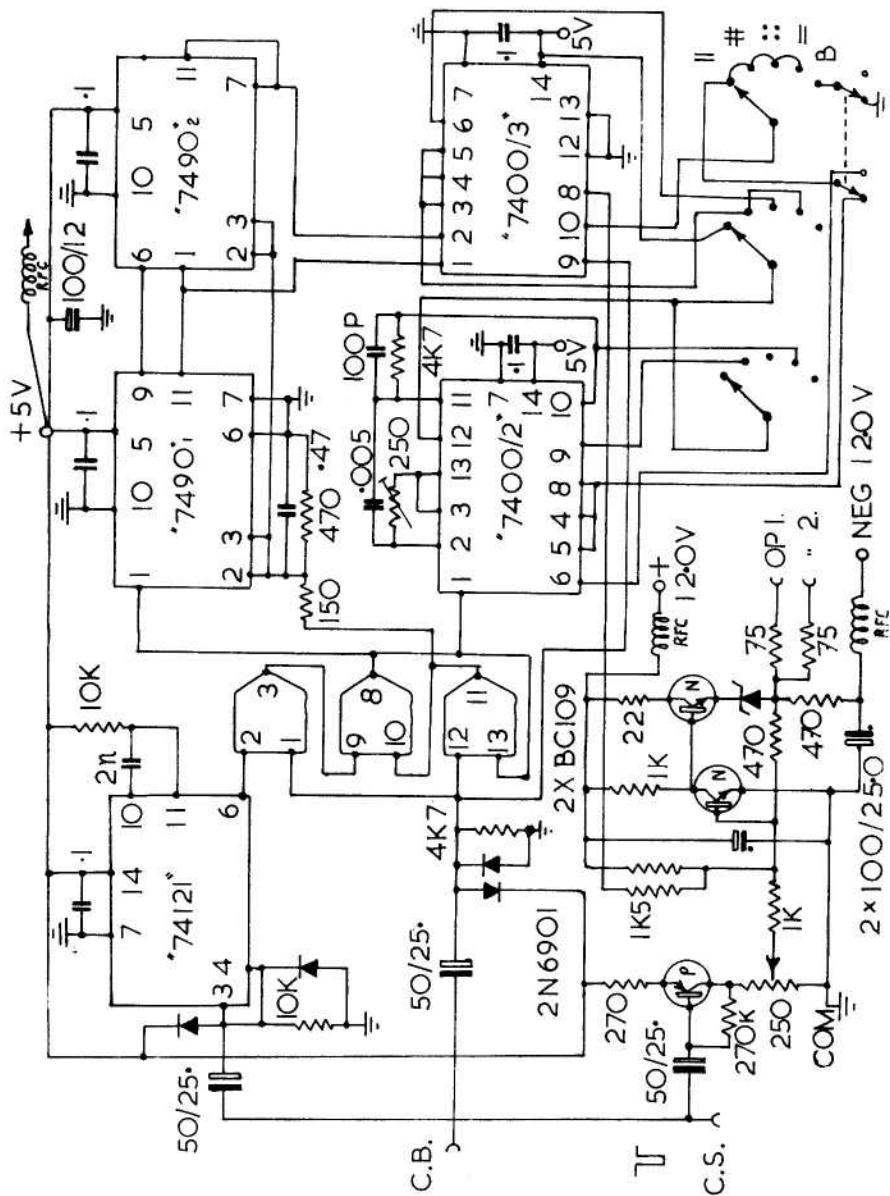 +5V
RFC
100/12
.1
10 5
"7490"2
6
1
11
3
2
7
.1
10 5
"7490"1
9
11
1
2 3 6 7
470 .47
150
10K
2n
.1
7 14 10
"74121"
11
6
3 4
10K
50/25.
2 3
1
9 8
10
12 11
13
4K7
50/25.
C.B.
C.S.
.005
250
100P
4K7
2 3 13 12 11
1 "7400/2" 7
.1
14
6 5 4 8 9 10
5V
1 2 3 4 5 6 7
"7400/3"
.1
14
9 10 8 12 13
5V
||
#
::
=
B
2N6901
270
P
50/25.
270K
250
COM
1K5
1K
1K
N
2 X BC109
22
N
470
470
75
75
OP1.
" 2.
RFC
+
12.0V
RFC
NEG 12.0V
2×100/25.0